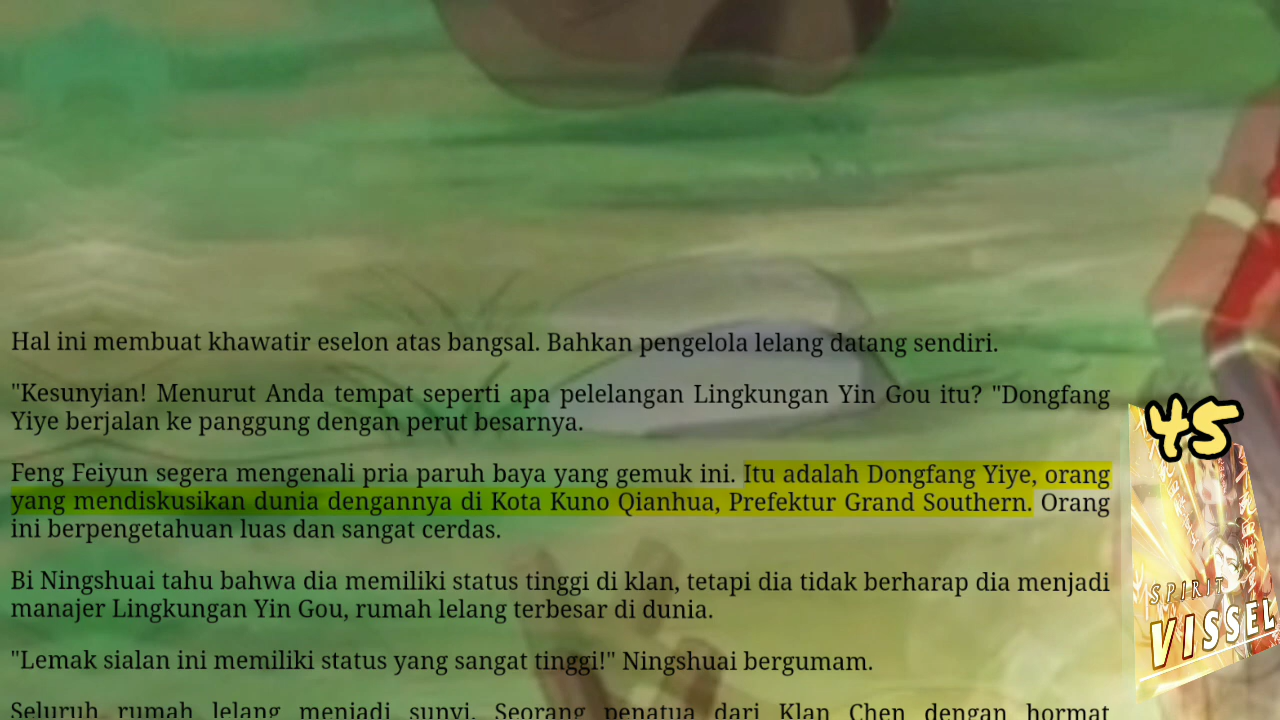 Hal ini membuat khawatir eselon atas bangsal. Bahkan pengelola lelang datang sendiri.
"Kesunyian! Menurut Anda tempat seperti apa pelelangan Lingkungan Yin Gou itu? "Dongfang
Yiye berjalan ke panggung dengan perut besarnya.
Feng Feiyun segera mengenali pria paruh baya yang gemuk ini. Itu adalah Dongfang Yiye, orang
yang mendiskusikan dunia dengannya di Kota Kuno Qianhua, Prefektur Grand Southern. Orang
ini berpengetahuan luas dan sangat cerdas.
Bi Ningshuai tahu bahwa dia memiliki status tinggi di klan, tetapi dia tidak berharap dia menjadi
manajer Lingkungan Yin Gou, rumah lelang terbesar di dunia.
"Lemak sialan ini memiliki status yang sangat tinggi!" Ningshuai bergumam.
Seluruh rumah lelang menjadi sunyi. Seorang penatua dari Klan Chen dengan hormat
45
SPIRIT
VISSEL